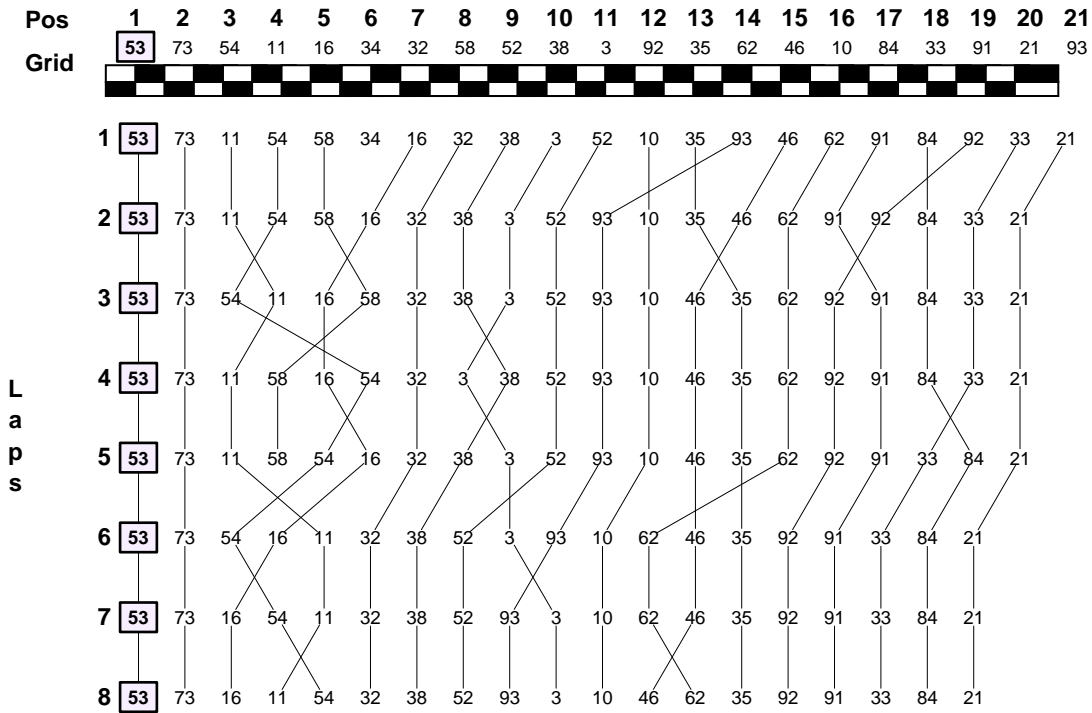 Pos 1 2 3 4 5 6 7 8 9 10 11 12 13 14 15 16 17 18 19 20 21
Grid 53 73 54 11 16 34 32 58 52 38 3 92 35 62 46 10 84 33 91 21 93
1 53 73 11 54 58 34 16 32 38 3 52 10 35 93 46 62 91 84 92 33 21
2 53 73 11 54 58 16 32 38 3 52 93 10 35 46 62 91 92 84 33 21
3 53 73 54 11 16 58 32 38 3 52 93 10 46 35 62 92 91 84 33 21
4 53 73 11 58 16 54 32 3 38 52 93 10 46 35 62 92 91 84 33 21
5 53 73 11 58 54 16 32 38 3 52 93 10 46 35 62 92 91 33 84 21
6 53 73 54 16 11 32 38 52 3 93 10 62 46 35 92 91 33 84 21
7 53 73 16 54 11 32 38 52 93 3 10 62 46 35 92 91 33 84 21
8 53 73 16 11 54 32 38 52 93 3 10 46 62 35 92 91 33 84 21
Laps